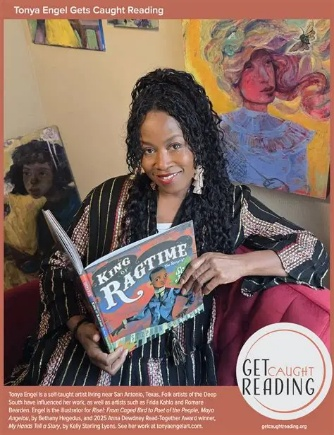 Tonya Engel Gets Caught Reading
KING
of
RAGTIME
GET
CAUGHT
READING
Tonya Engel is a self-taught artist living near San Antonio, Texas. Folk artists of the Deep
South have influenced her work, as well as artists such as Frida Kahlo and Romare
Bearden. Engel is the illustrator for Rise!: From Caged Bird to Poet of the People, Maya
Angelou, by Bethany Hegedus, and 2025 Anna Dewdney Read-Together Award winner,
My Hands Tell a Story, by Kelly Starling Lyons. See her work at tonyaengelart.com.
getcaughtreading.org